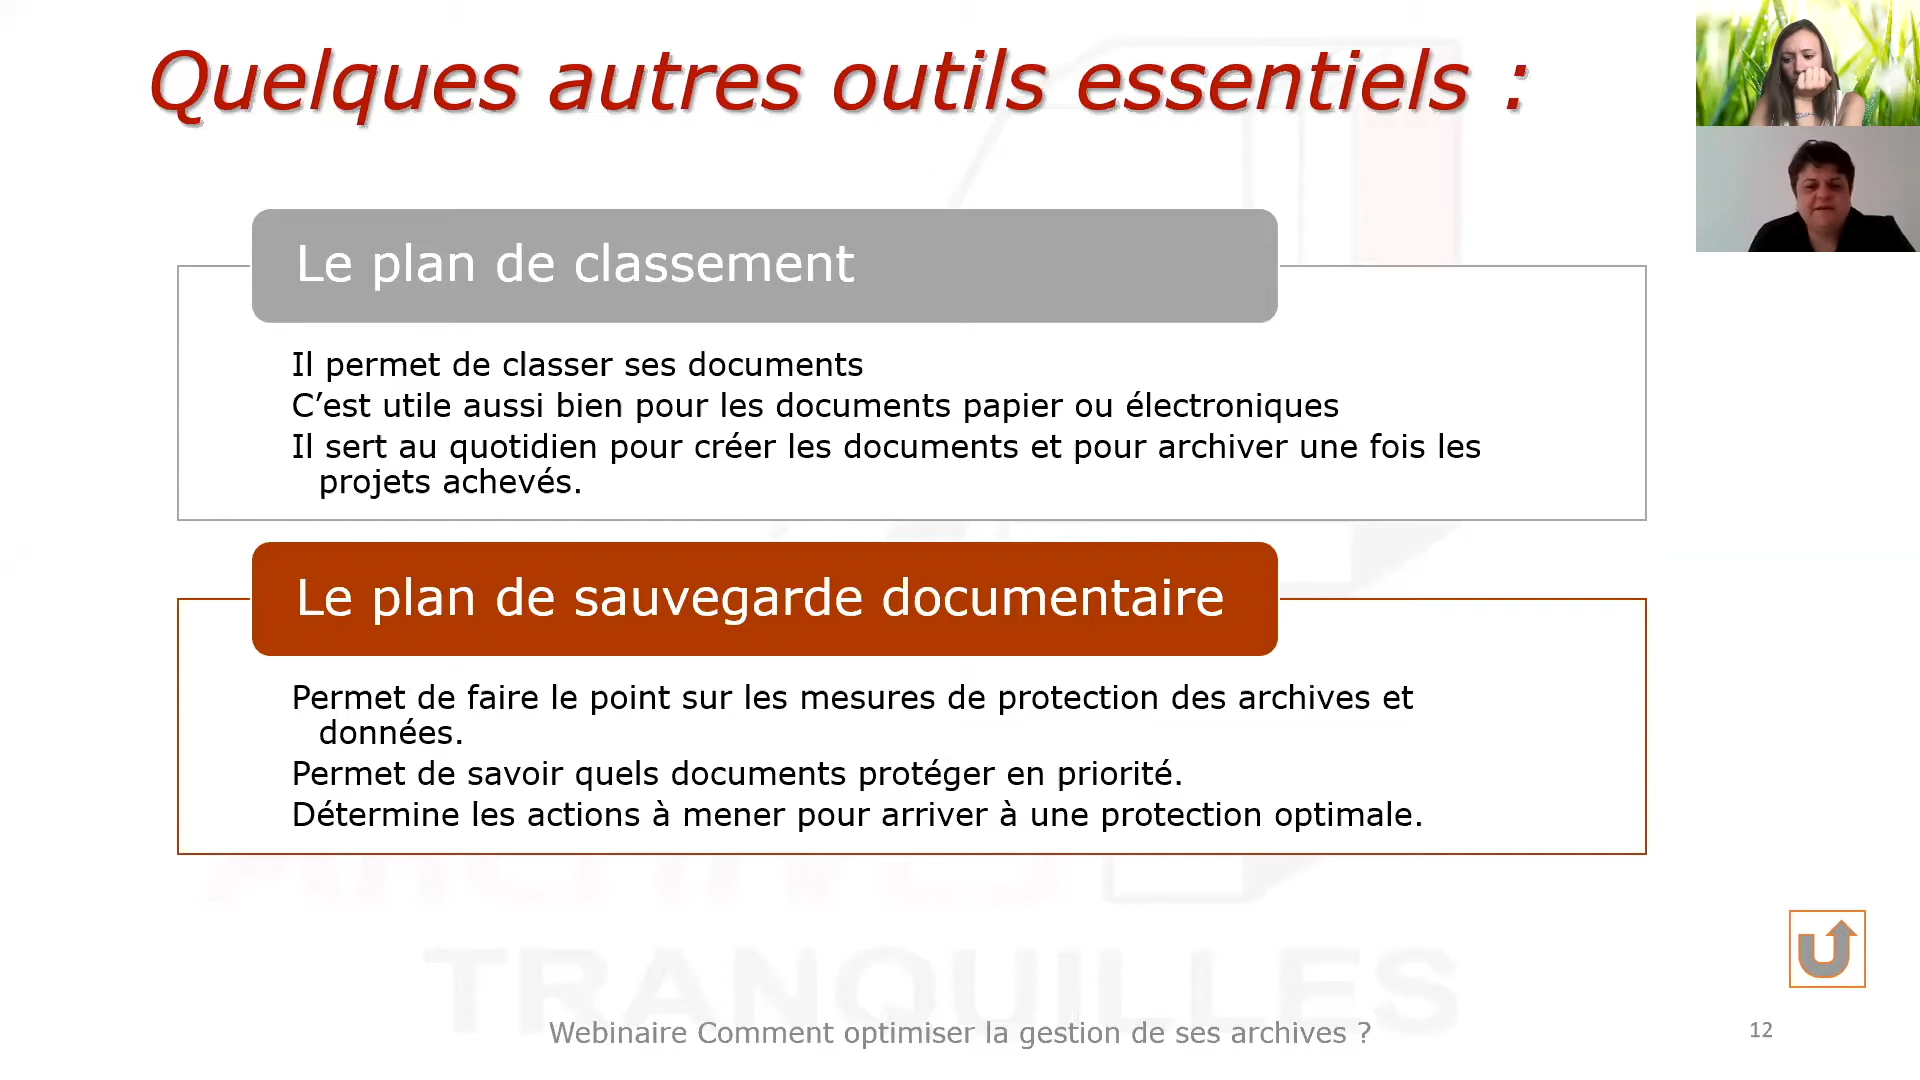 Quelques autres outils essentiels :
Le plan de classement
Il permet de classer ses documents
C’est utile aussi bien pour les documents papier ou électroniques
Il sert au quotidien pour créer les documents et pour archiver une fois les
projets achevés.
Le plan de sauvegarde documentaire
Permet de faire le point sur les mesures de protection des archives et
données.
Permet de savoir quels documents protéger en priorité.
Détermine les actions à mener pour arriver à une protection optimale.
ARCHIVES
TRANQUILLES
Webinaire Comment optimiser la gestion de ses archives ?
12